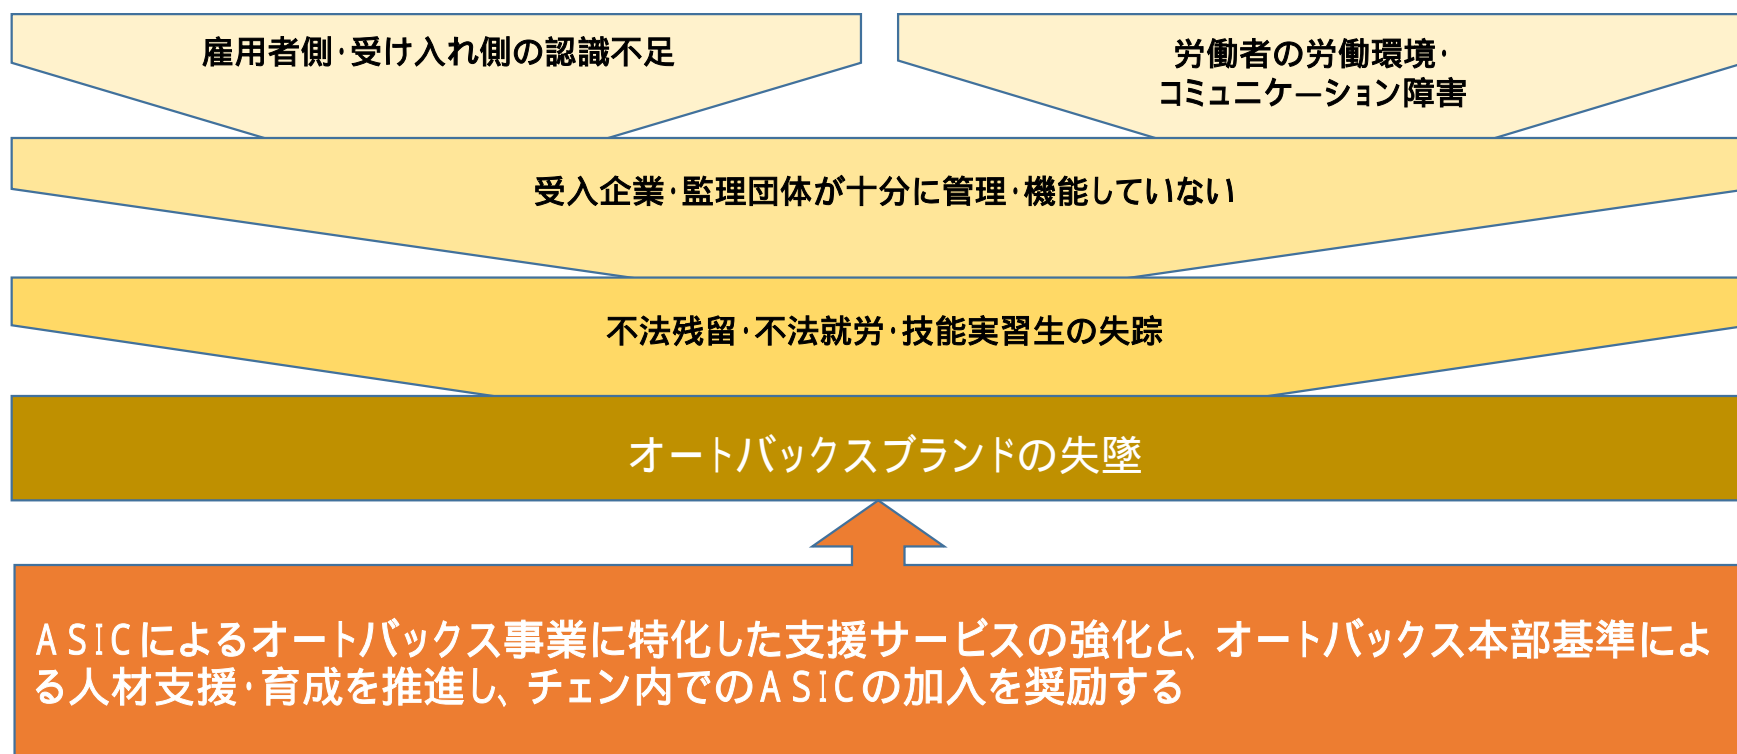 雇用者側･受け入れ側の認識不足
労働者の労働環境･
コミュニケーション障害
受入企業･監理団体が十分に管理･機能していない
不法残留･不法就労･技能実習生の失踪
オートバックスブランドの失墜
ASICによるオートバックス事業に特化した支援サービスの強化と、オートバックス本部基準によ
る人材支援･育成を推進し、チェン内でのASICの加入を奨励する